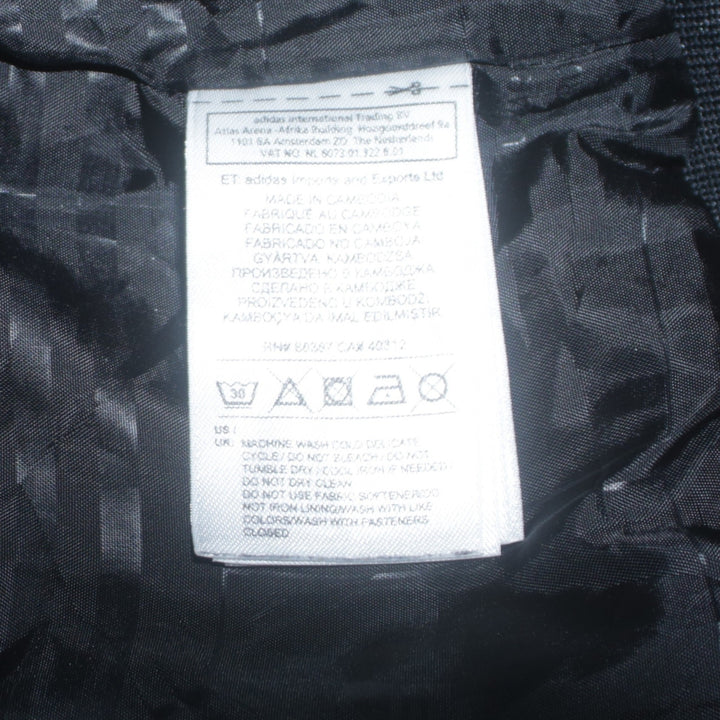 adidas International Trading BV
Atlas Arena - Afrika Building Hoogoorddreef 9a
1101 BA Amsterdam ZO The Netherlands
VAT NO. NL 8073.01.322.B.01
ET: adidas Imports and Exports Ltd
MADE IN CAMBODIA
FABRIQUÉ AU CAMBODGE
FABRICADO EN CAMBOYA
FABRICADO NO CAMBOJA
GYÁRTVA: KAMBODZSA
ПРОИЗВЕДЕНО В КАМБОДЖА
СДЕЛАНО В КАМБОДЖЕ
PROIZVEDENO U KOMBODŽI
KAMBOÇYA'DA IMAL EDILMIŞTIR
RN# 88387 CA# 40312
30
US /
UK: MACHINE WASH COLD DELICATE
CYCLE/DO NOT BLEACH/DO NOT
TUMBLE DRY/COOL IRON IF NEEDED/
DO NOT DRY CLEAN
DO NOT USE FABRIC SOFTENER/DO
NOT IRON LINING/WASH WITH LIKE
COLORS/WASH WITH FASTENERS
CLOSED